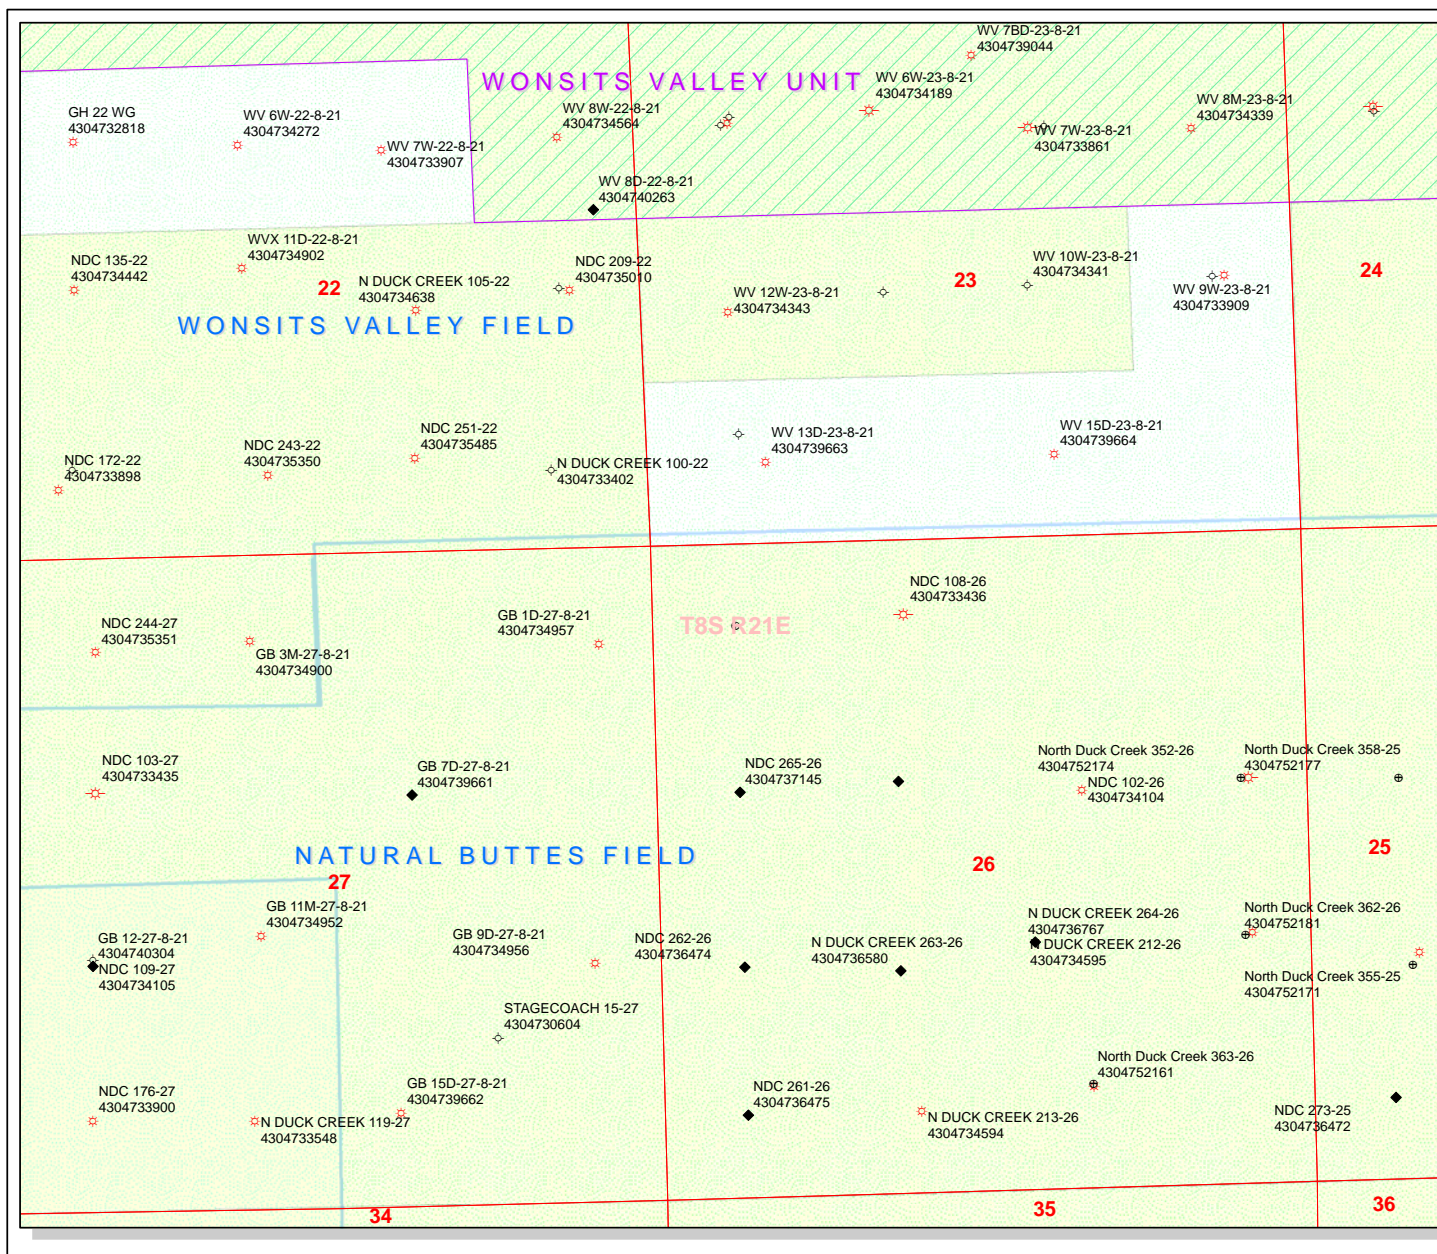 WV 7BD-23-8-21
4304739044
WONSITS VALLEY UNIT
WV 6W-23-8-21
4304734189
GH 22 WG
4304732818
WV 6W-22-8-21
4304734272
WV 7W-22-8-21
4304733907
WV 8W-22-8-21
4304734564
WV 7W-23-8-21
4304733861
WV 8M-23-8-21
4304734339
WV 8D-22-8-21
4304740263
NDC 135-22
4304734442
WVX 11D-22-8-21
4304734902
22
N DUCK CREEK 105-22
4304734638
NDC 209-22
4304735010
WV 12W-23-8-21
4304734343
23
WV 10W-23-8-21
4304734341
WV 9W-23-8-21
4304733909
24
WONSITS VALLEY FIELD
NDC 172-22
4304733898
NDC 243-22
4304735350
NDC 251-22
4304735485
N DUCK CREEK 100-22
4304733402
WV 13D-23-8-21
4304739663
WV 15D-23-8-21
4304739664
NDC 244-27
4304735351
GB 3M-27-8-21
4304734900
GB 1D-27-8-21
4304734957
T8S R21E
NDC 108-26
4304733436
NDC 103-27
4304733435
GB 7D-27-8-21
4304739661
NDC 265-26
4304737145
North Duck Creek 352-26
4304752174
NDC 102-26
4304734104
North Duck Creek 358-25
4304752177
NATURAL BUTTES FIELD
27
26
25
GB 11M-27-8-21
4304734952
GB 12-27-8-21
4304740304
NDC 109-27
4304734105
GB 9D-27-8-21
4304734956
NDC 262-26
4304736474
N DUCK CREEK 263-26
4304736580
N DUCK CREEK 264-26
4304736767
N DUCK CREEK 212-26
4304734595
North Duck Creek 362-26
4304752181
North Duck Creek 355-25
4304752171
STAGECOACH 15-27
4304730604
NDC 176-27
4304733900
N DUCK CREEK 119-27
4304733548
GB 15D-27-8-21
4304739662
NDC 261-26
4304736475
N DUCK CREEK 213-26
4304734594
North Duck Creek 363-26
4304752161
NDC 273-25
4304736472
34
35
36